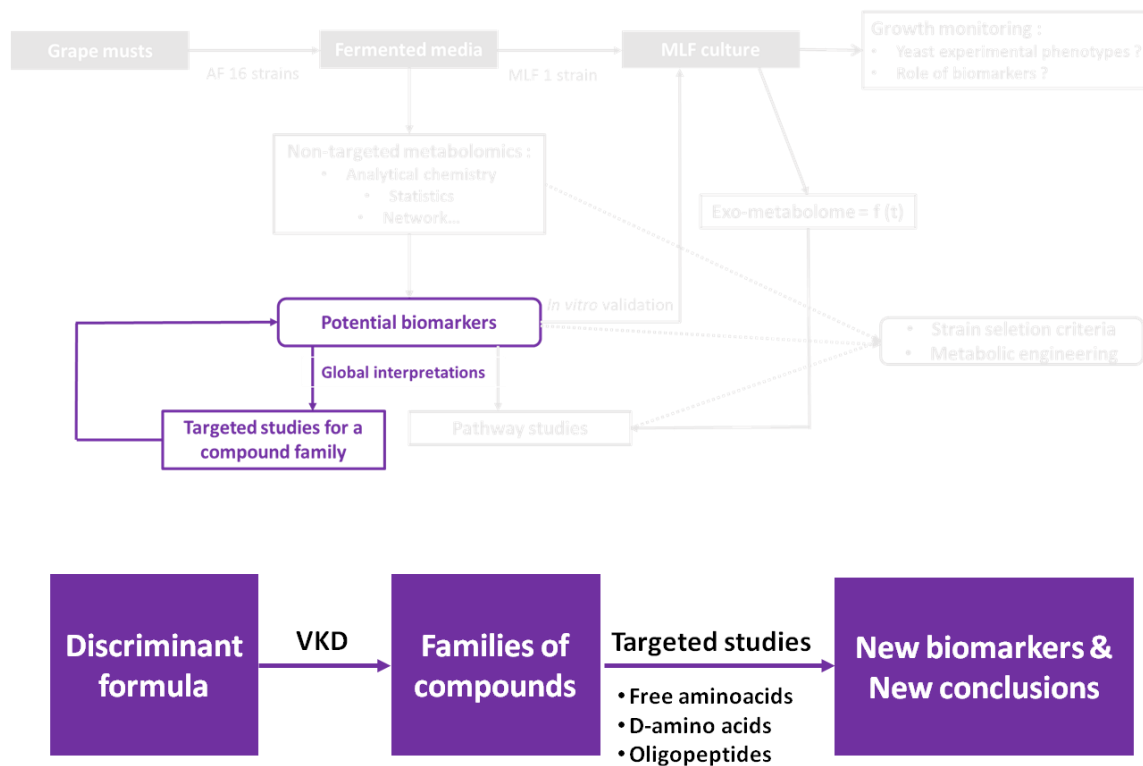 Grape musts
AF 16 strains
Fermented media
MLF 1 strain
MLF culture
Growth monitoring :
• Yeast experimental phenotypes ?
• Role of biomarkers ?
Non-targeted metabolomics :
• Analytical chemistry
• Statistics
• Network...
Exo-metabolome = f (t)
In vitro validation
Potential biomarkers
• Strain seletion criteria
• Metabolic engineering
Global interpretations
Targeted studies for a
compound family
Pathway studies
Discriminant
formula
VKD
Families of
compounds
Targeted studies
• Free aminoacids
• D-amino acids
• Oligopeptides
New biomarkers &
New conclusions